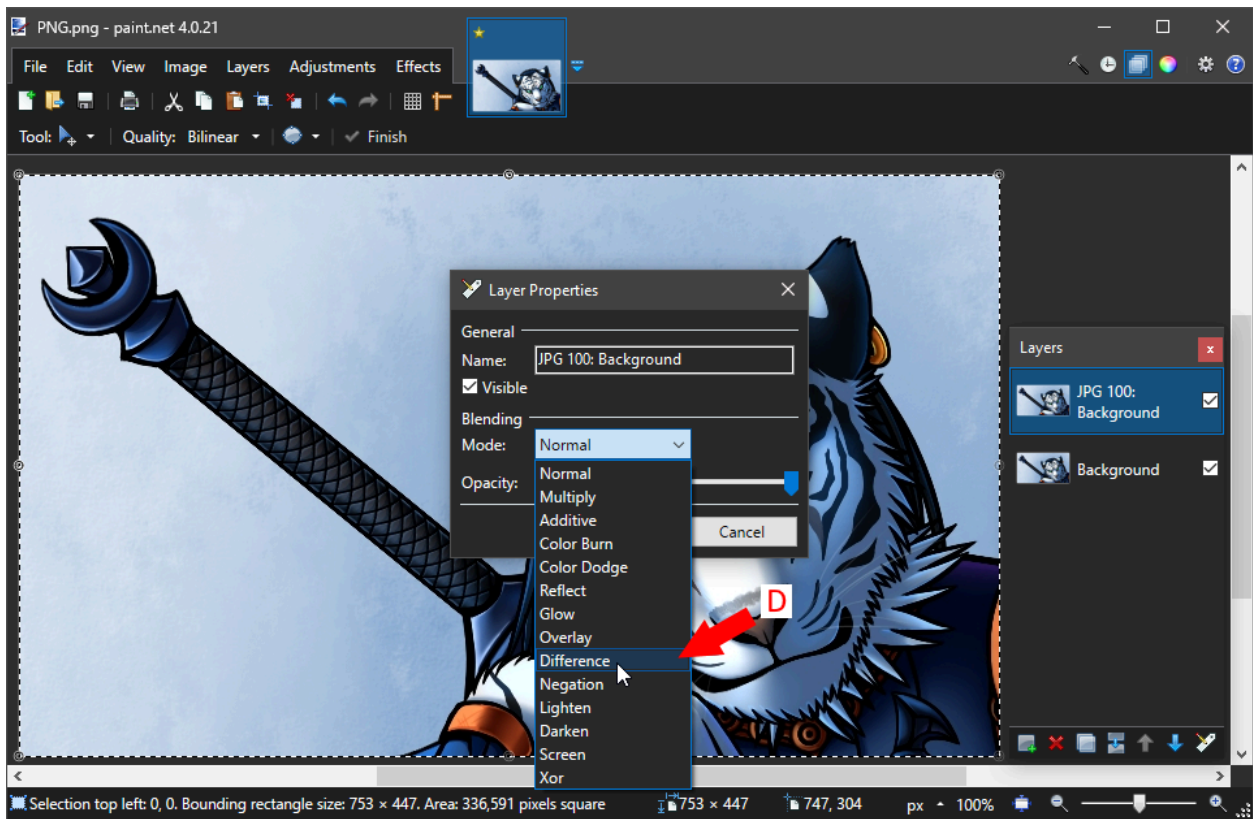 PNG.png - paint.net 4.0.21
File Edit View Image Layers Adjustments Effects
Tool: Quality: Bilinear Finish
Layer Properties
General
Name: JPG 100: Background
Visible
Blending
Mode: Normal
Normal
Opacity:
Multiply
Additive
Color Burn
Cancel
Color Dodge
Reflect
Glow
D
Overlay
Difference
Negation
Lighten
Darken
Screen
Xor
Layers
x
JPG 100:
Background
Background
Selection top left: 0, 0. Bounding rectangle size: 753 × 447. Area: 336,591 pixels square 753 × 447 747, 304 px 100%